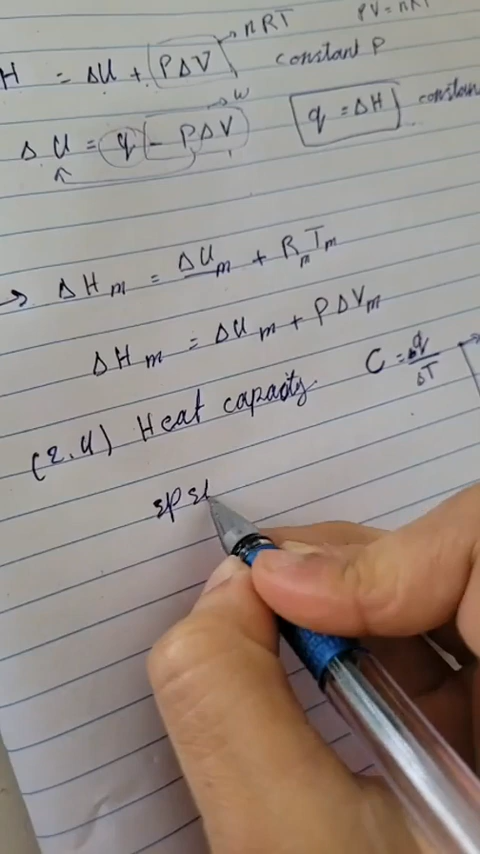 nRT PV = nRT
H = ΔU + PΔV constant P
w
ΔU = q - PΔV q = ΔH constan
→ ΔHm = ΔUm + RnTm
ΔHm = ΔUm + PΔVm
(2.4) Heat capacity C = Δq/ΔT